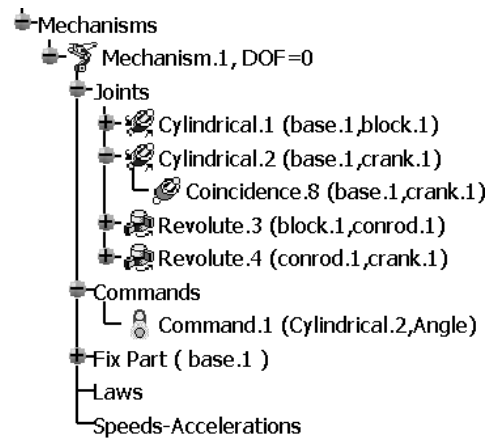 Mechanisms
Mechanism.1, DOF=0
Joints
Cylindrical.1 (base.1,block.1)
Cylindrical.2 (base.1,crank.1)
Coincidence.8 (base.1,crank.1)
Revolute.3 (block.1,conrod.1)
Revolute.4 (conrod.1,crank.1)
Commands
Command.1 (Cylindrical.2,Angle)
Fix Part ( base.1 )
Laws
Speeds-Accelerations